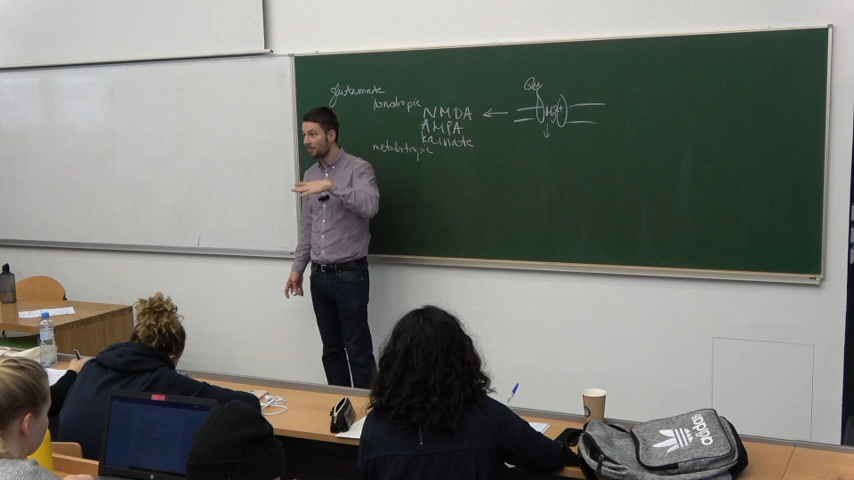 glutamate
ionotropic
NMDA ←
AMPA
kainate
metabotropic
Gly
Mg2+
adidas